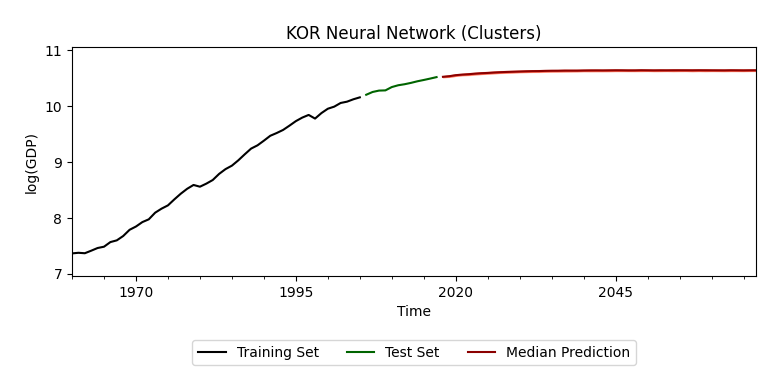 KOR Neural Network (Clusters)
11
10
9
8
7
log(GDP)
1970 1995 2020 2045
Time
Training Set Test Set Median Prediction